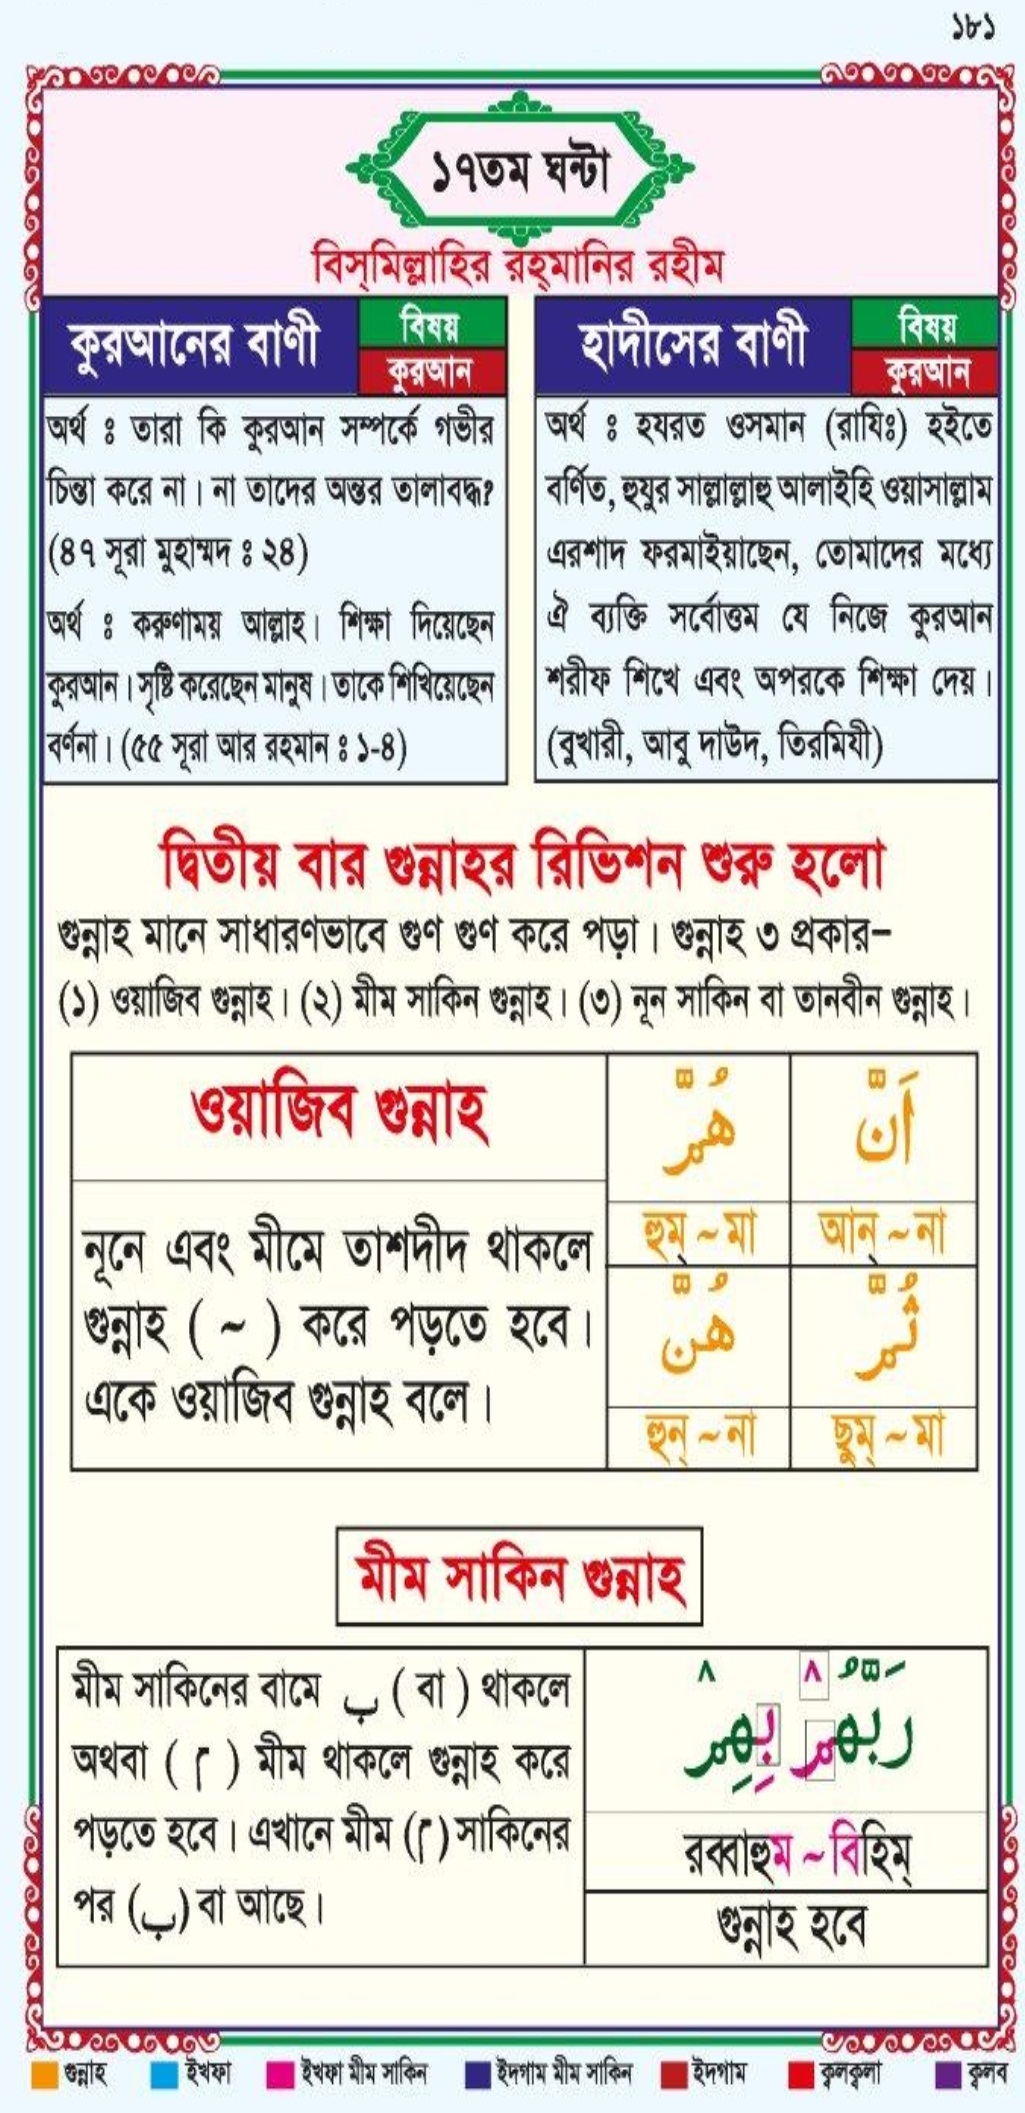 ১৮১
১৭তম ঘন্টা
বিস্‌মিল্লাহির রহ্‌মানির রহীম
কুরআনের বাণী
বিষয়
কুরআন
অর্থ ঃ তারা কি কুরআন সম্পর্কে গভীর
চিন্তা করে না। না তাদের অন্তর তালাবদ্ধ?
(৪৭ সূরা মুহাম্মদ ঃ ২৪)
অর্থ ঃ করুণাময় আল্লাহ। শিক্ষা দিয়েছেন
কুরআন। সৃষ্টি করেছেন মানুষ। তাকে শিখিয়েছেন
বর্ণনা। (৫৫ সূরা আর রহমান ঃ ১-৪)
হাদীসের বাণী
বিষয়
কুরআন
অর্থ ঃ হযরত ওসমান (রাযিঃ) হইতে
বর্ণিত, হুযুর সাল্লাল্লাহু আলাইহি ওয়াসাল্লাম
এরশাদ ফরমাইয়াছেন, তোমাদের মধ্যে
ঐ ব্যক্তি সর্বোত্তম যে নিজে কুরআন
শরীফ শিখে এবং অপরকে শিক্ষা দেয়।
(বুখারী, আবু দাউদ, তিরমিযী)
দ্বিতীয় বার গুন্নাহর রিভিশন শুরু হলো
গুন্নাহ মানে সাধারণভাবে গুণ গুণ করে পড়া। গুন্নাহ ৩ প্রকার–
(১) ওয়াজিব গুন্নাহ। (২) মীম সাকিন গুন্নাহ। (৩) নূন সাকিন বা তানবীন গুন্নাহ।
ওয়াজিব গুন্নাহ
নূনে এবং মীমে তাশদীদ থাকলে
গুন্নাহ ( ~ ) করে পড়তে হবে।
একে ওয়াজিব গুন্নাহ বলে।
هُمَّ اَنَّ
হুম্ ~ মা আন্ ~ না
هُنَّ ثُمَّ
হুন্ ~ না ছুম্ ~ মা
মীম সাকিন গুন্নাহ
মীম সাকিনের বামে ب ( বা ) থাকলে
অথবা ( م ) মীম থাকলে গুন্নাহ করে
পড়তে হবে। এখানে মীম (م) সাকিনের
পর (ب) বা আছে।
رَبَّهُمْ بِهِمْ
রব্বাহুম ~ বিহিম্
গুন্নাহ হবে
গুন্নাহ ইখফা ইখফা মীম সাকিন ইদগাম মীম সাকিন ইদগাম ক্বলক্বলা ক্বলব